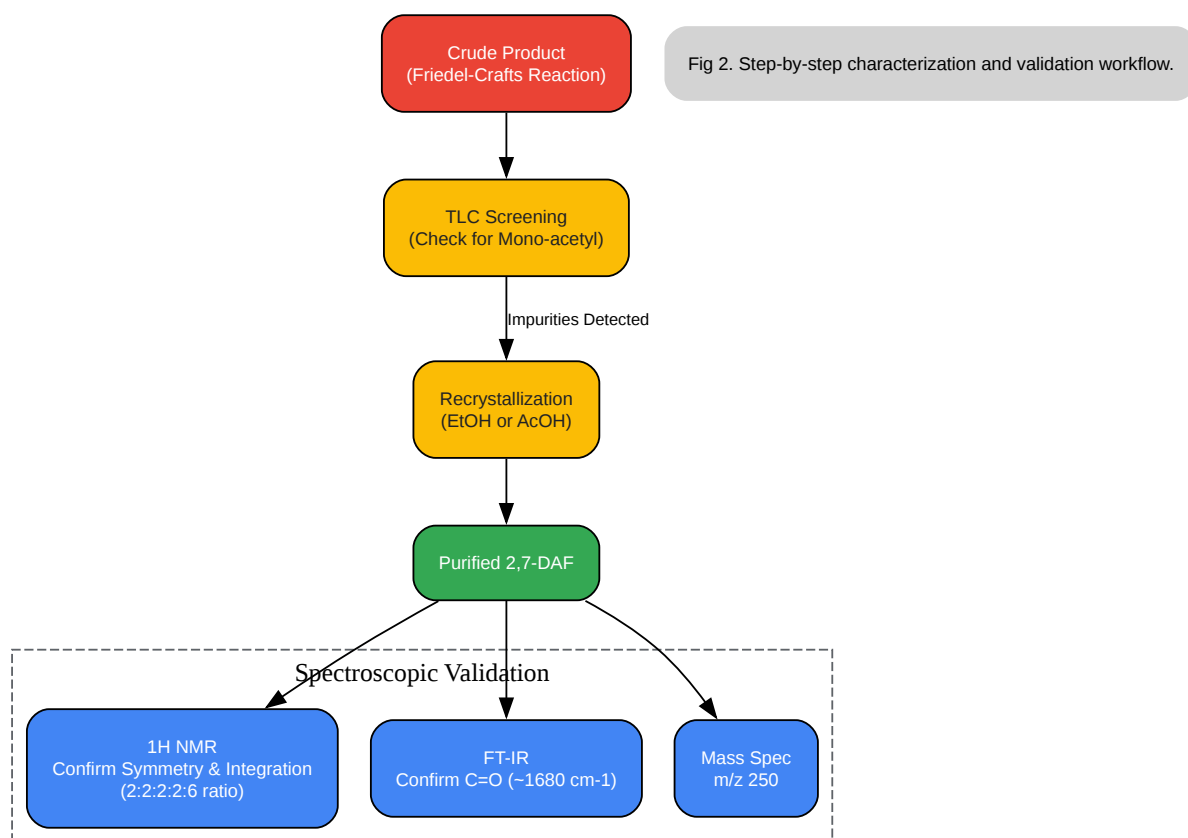 Crude Product
(Friedel-Crafts Reaction)
Fig 2. Step-by-step characterization and validation workflow.
TLC Screening
(Check for Mono-acetyl)
Impurities Detected
Recrystallization
(EtOH or AcOH)
Purified 2,7-DAF
Spectroscopic Validation
1H NMR
Confirm Symmetry & Integration
(2:2:2:2:6 ratio)
FT-IR
Confirm C=O (~1680 cm-1)
Mass Spec
m/z 250